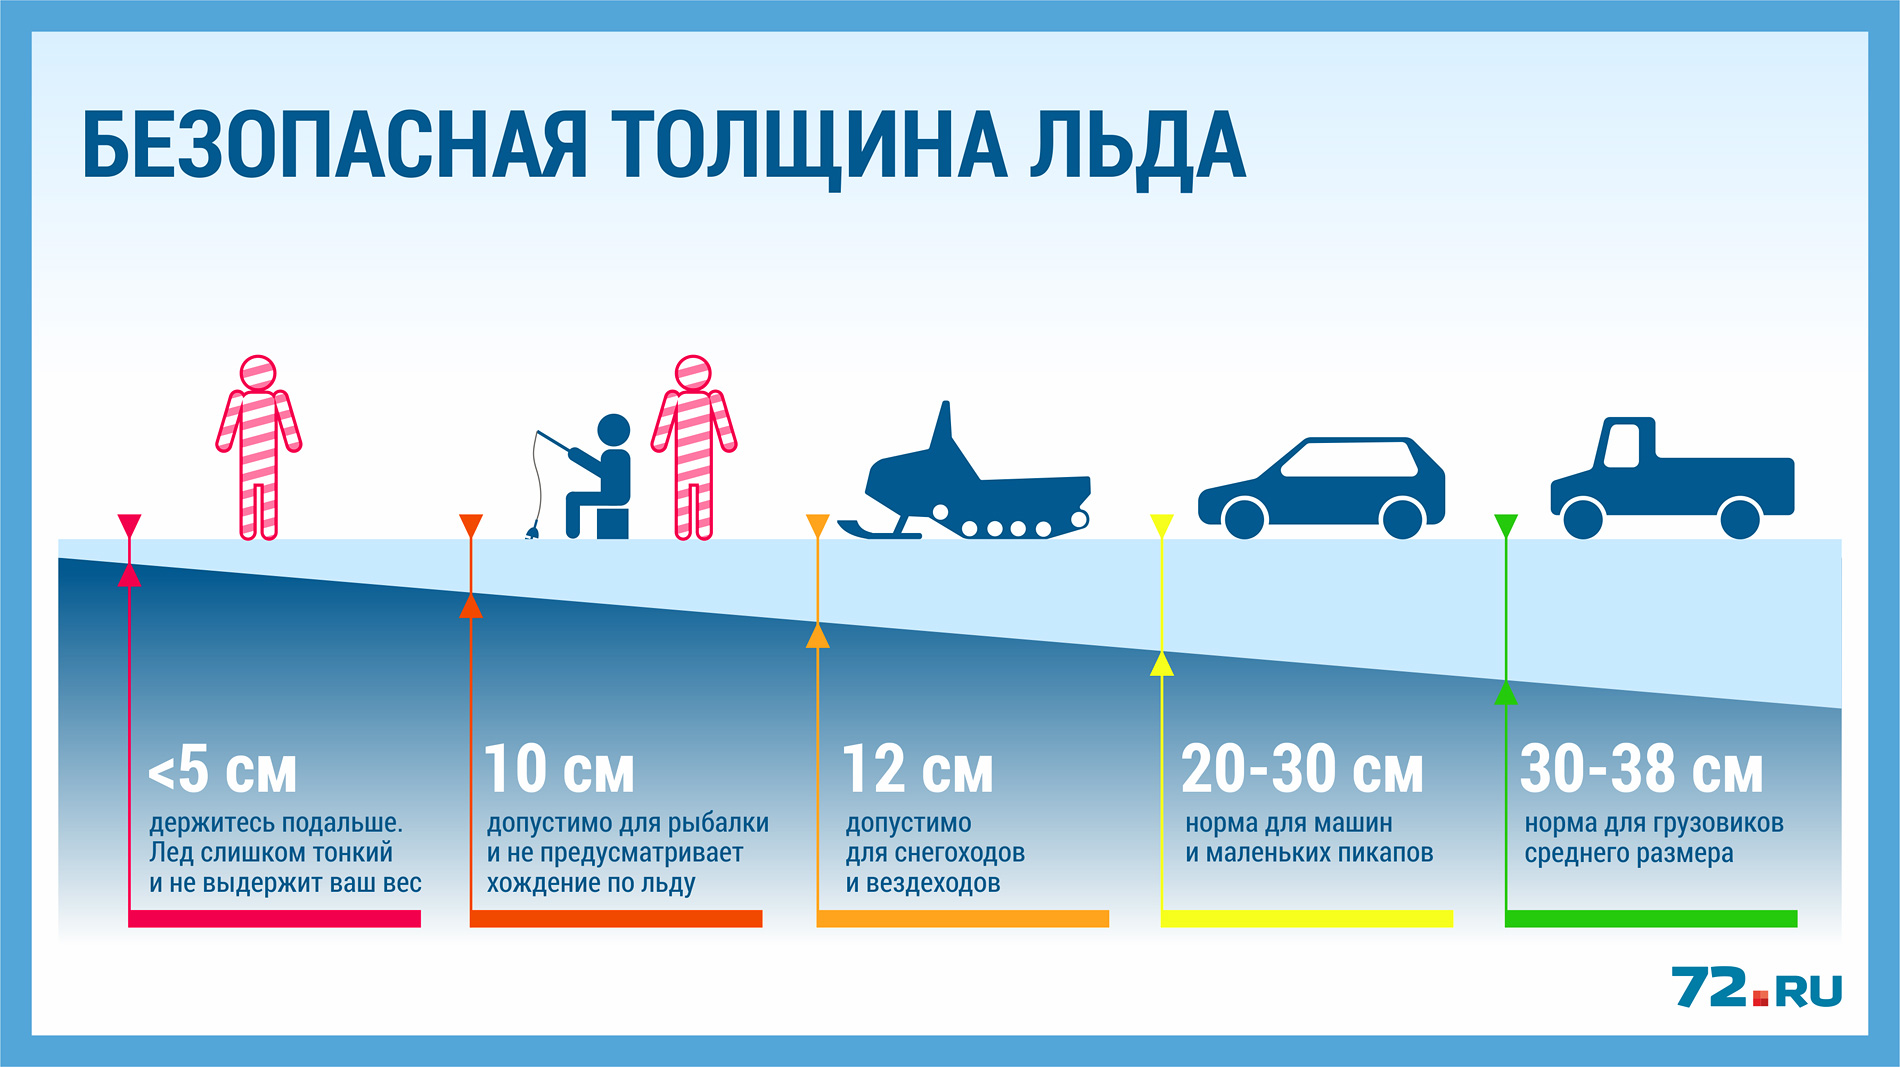 БЕЗОПАСНАЯ ТОЛЩИНА ЛЬДА
<5 см
держитесь подальше.
Лед слишком тонкий
и не выдержит ваш вес
10 см
допустимо для рыбалки
и не предусматривает
хождение по льду
12 см
допустимо
для снегоходов
и вездеходов
20-30 см
норма для машин
и маленьких пикапов
30-38 см
норма для грузовиков
среднего размера
72.RU